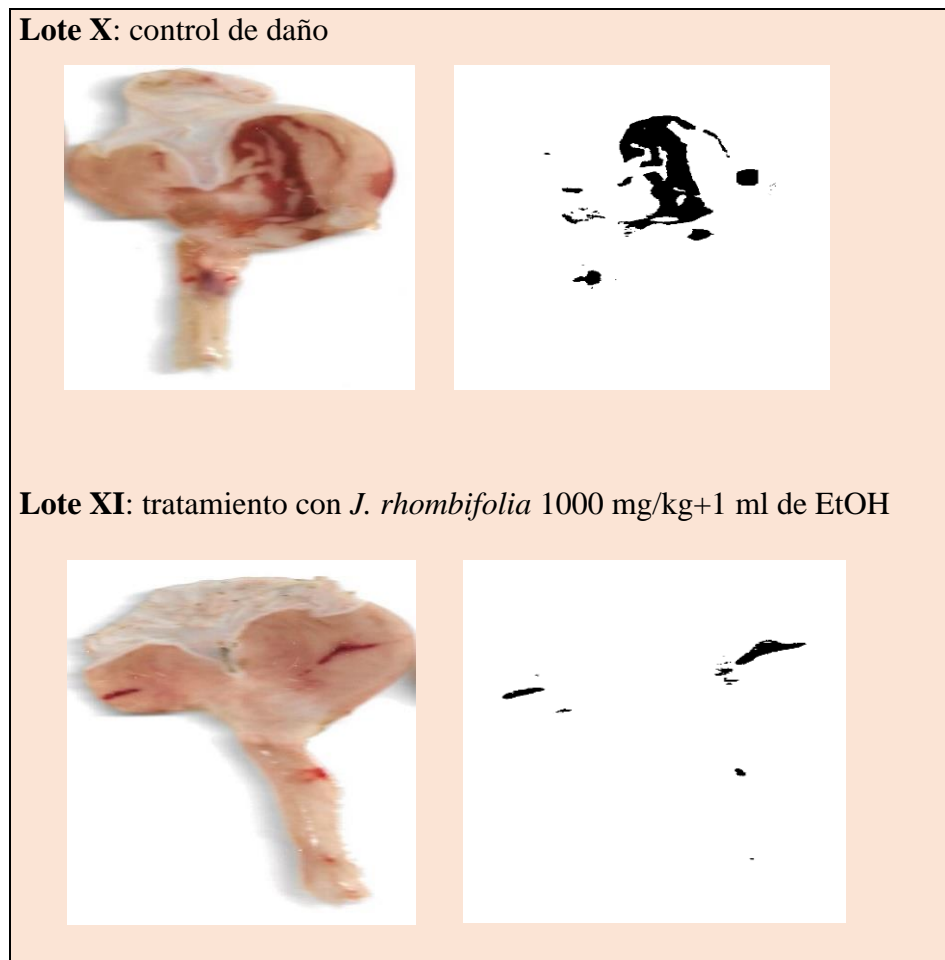 Lote X: control de daño
Lote XI: tratamiento con J. rhombifolia 1000 mg/kg+1 ml de EtOH